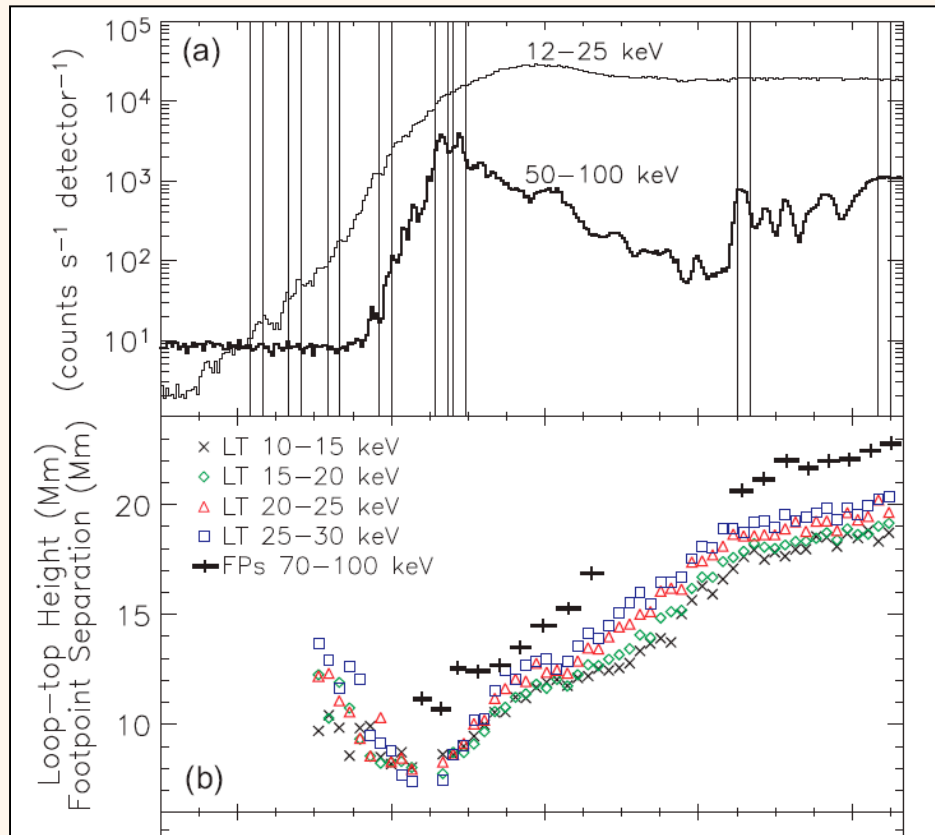 (a)
10^5
10^4
10^3
10^2
10^1
(counts s^-1 detector^-1)
12–25 keV
50–100 keV
(b)
Loop–top Height (Mm)
Footpoint Separation (Mm)
20
15
10
LT 10–15 keV
LT 15–20 keV
LT 20–25 keV
LT 25–30 keV
FPs 70–100 keV